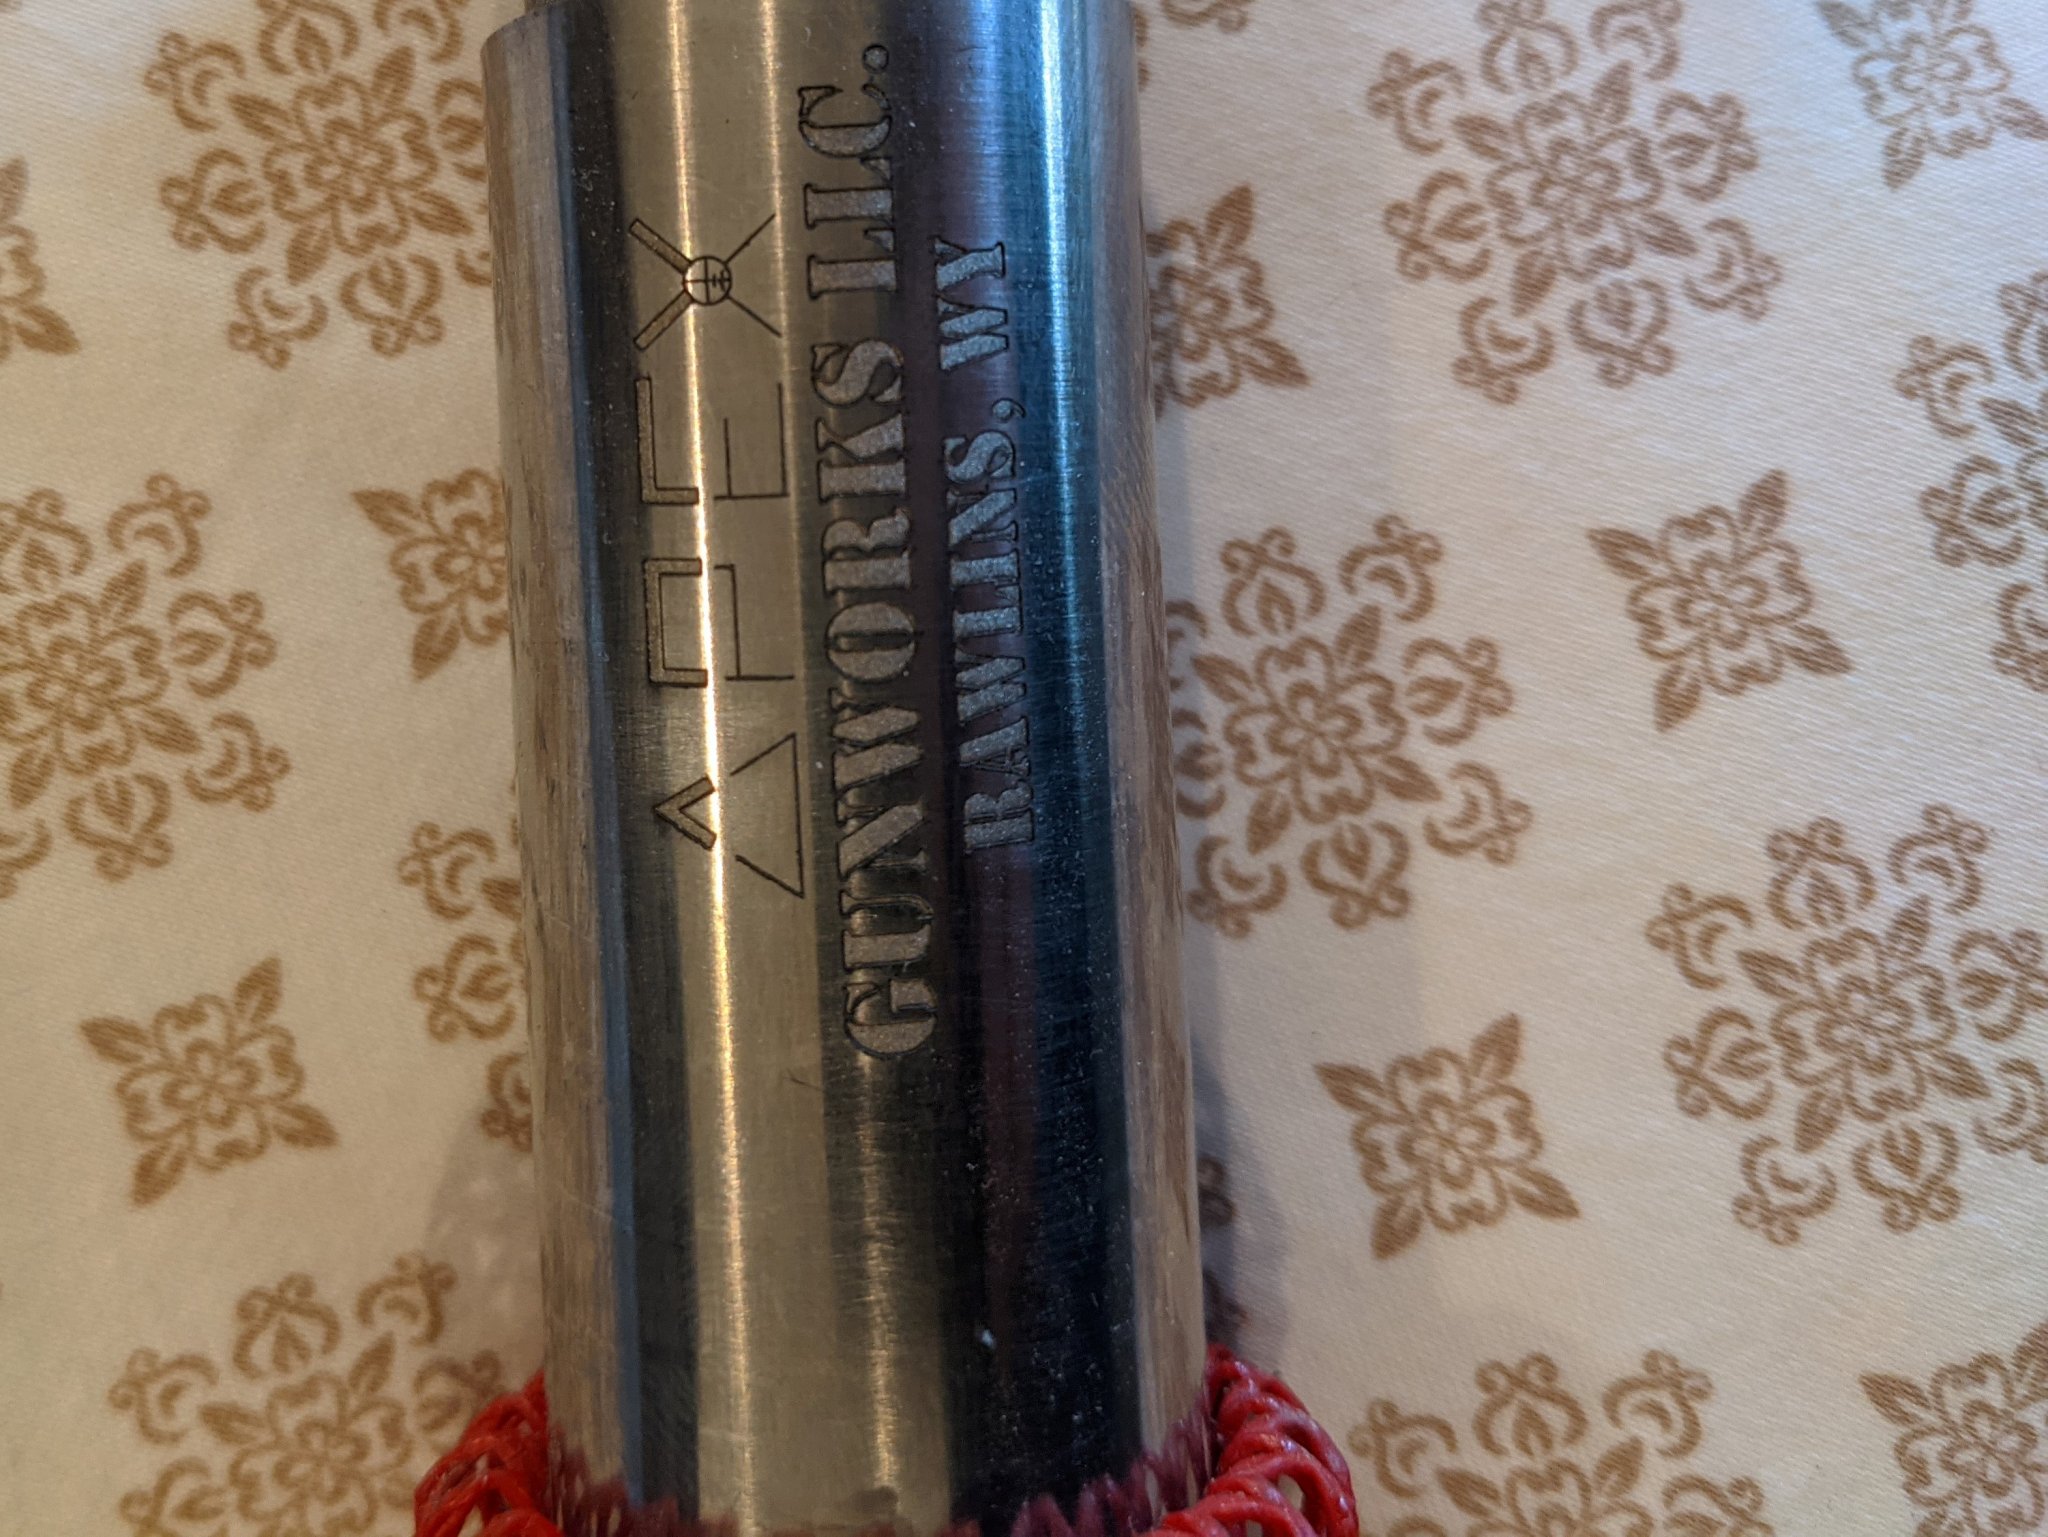 APEX
GUNWORKS LLC.
RAWLINS, WY